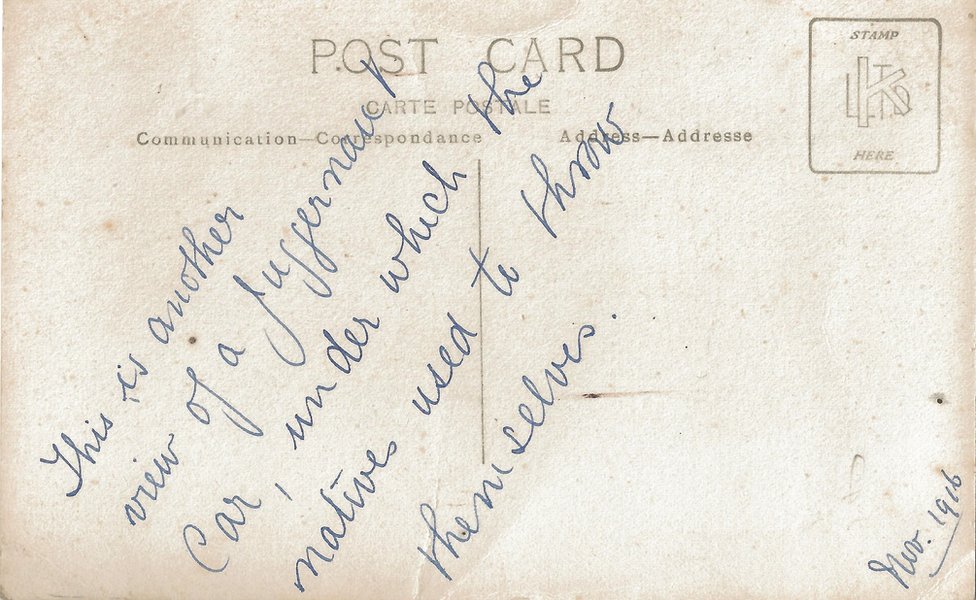 POST CARD
CARTE POSTALE
Communication—Correspondance
Address—Addresse
STAMP
HERE
This is another
view of a Juggernaut
Car, under which the
natives used to throw
themselves.
Nov. 1916